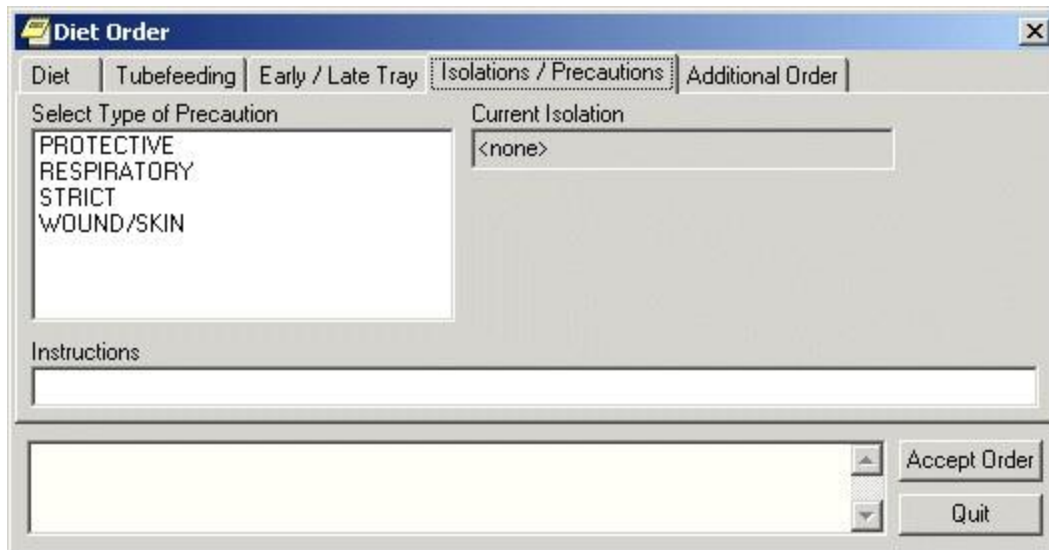 Diet Order
Diet Tubefeeding Early / Late Tray Isolations / Precautions Additional Order
Select Type of Precaution
PROTECTIVE
RESPIRATORY
STRICT
WOUND/SKIN
Current Isolation
<none>
Instructions
Accept Order
Quit